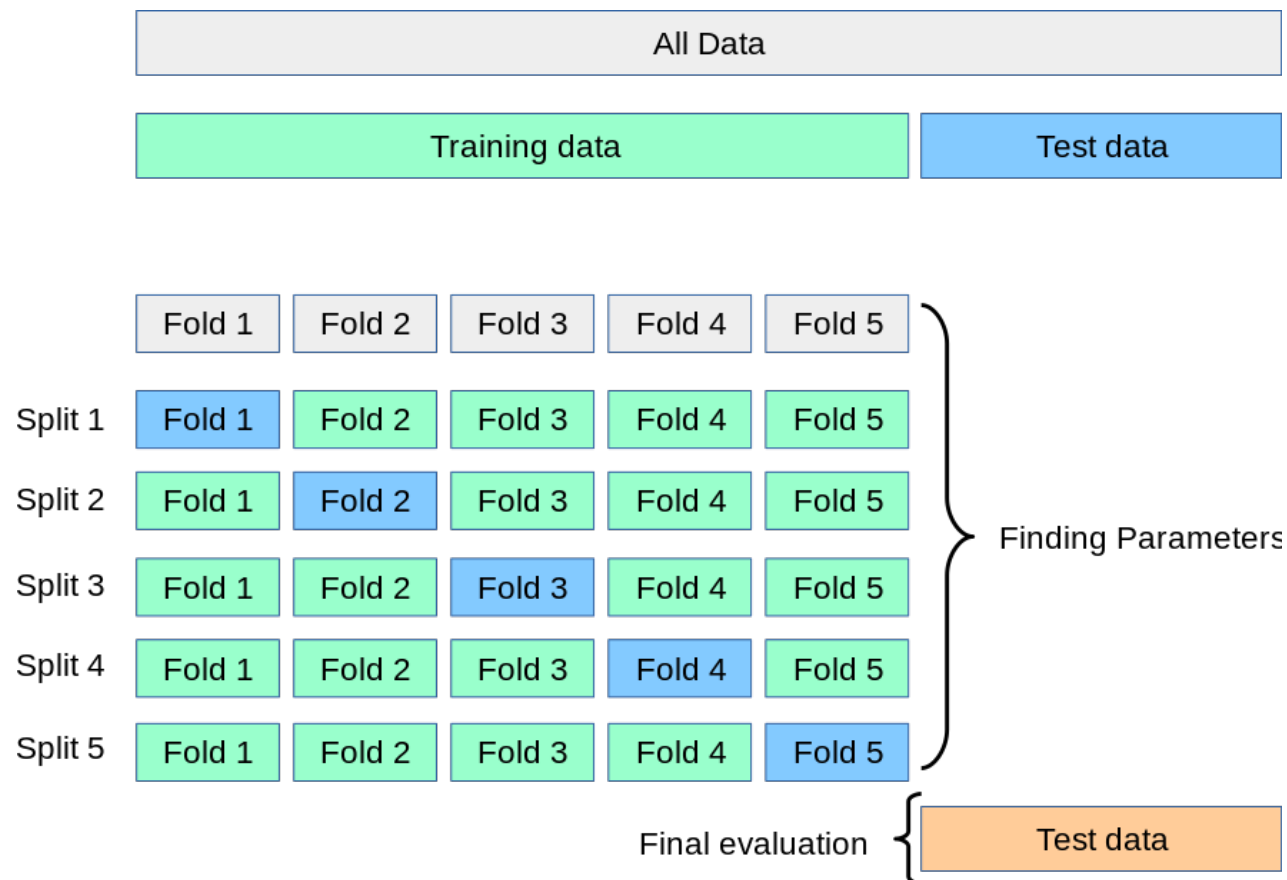 All Data
Training data Test data
Fold 1 Fold 2 Fold 3 Fold 4 Fold 5
Split 1 Fold 1 Fold 2 Fold 3 Fold 4 Fold 5
Split 2 Fold 1 Fold 2 Fold 3 Fold 4 Fold 5
Finding Parameters
Split 3 Fold 1 Fold 2 Fold 3 Fold 4 Fold 5
Split 4 Fold 1 Fold 2 Fold 3 Fold 4 Fold 5
Split 5 Fold 1 Fold 2 Fold 3 Fold 4 Fold 5
Final evaluation Test data